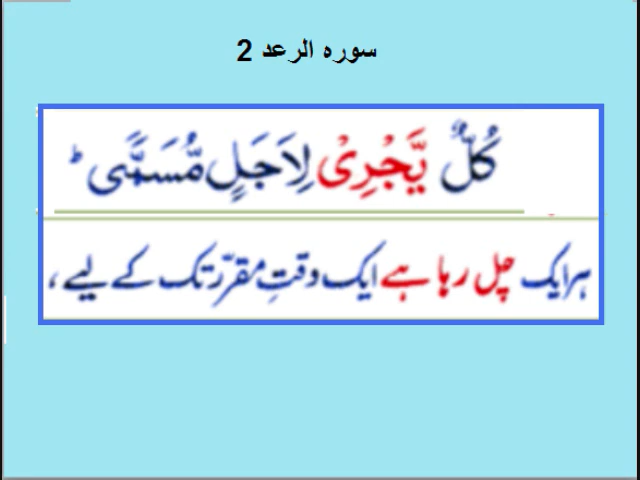 سورہ الرعد 2
كُلٌّ يَّجْرِىْ لِاَجَلٍ مُّسَمًّى ؕ
ہر ایک چل رہا ہے ایک وقتِ مقررّ تک کے لیے،